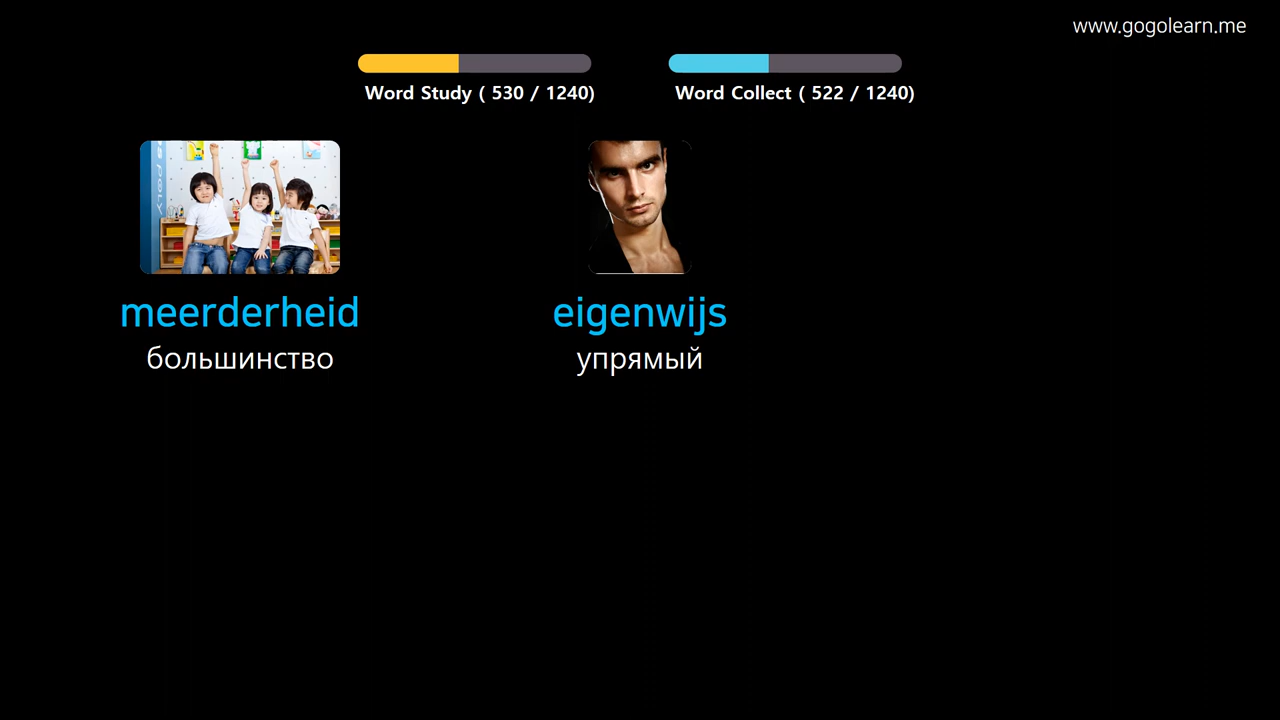 www.gogolearn.me
Word Study ( 530 / 1240)
Word Collect ( 522 / 1240)
meerderheid
eigenwijs
большинство
упрямый